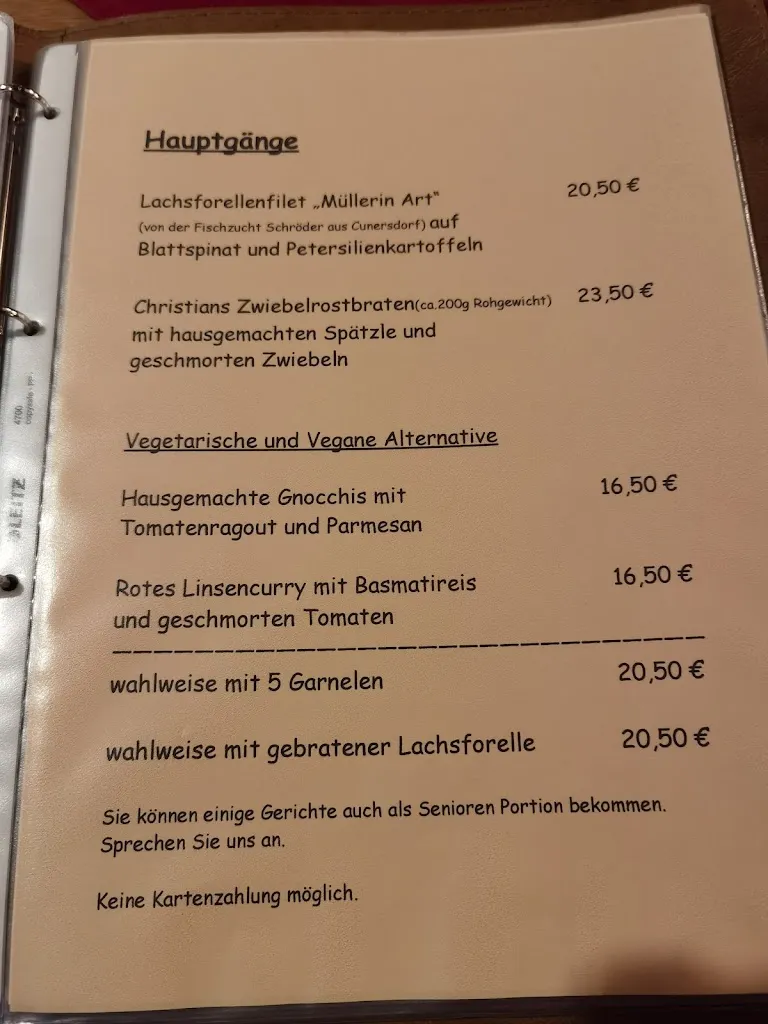 Hauptgänge
Lachsforellenfilet „Müllerin Art“ 20,50 €
(von der Fischzucht Schröder aus Cunersdorf) auf
Blattspinat und Petersilienkartoffeln
Christians Zwiebelrostbraten(ca.200g Rohgewicht) 23,50 €
mit hausgemachten Spätzle und
geschmorten Zwiebeln
Vegetarische und Vegane Alternative
Hausgemachte Gnocchis mit 16,50 €
Tomatenragout und Parmesan
Rotes Linsencurry mit Basmatireis 16,50 €
und geschmorten Tomaten
wahlweise mit 5 Garnelen 20,50 €
wahlweise mit gebratener Lachsforelle 20,50 €
Sie können einige Gerichte auch als Senioren Portion bekommen.
Sprechen Sie uns an.
Keine Kartenzahlung möglich.
LEITZ
4700